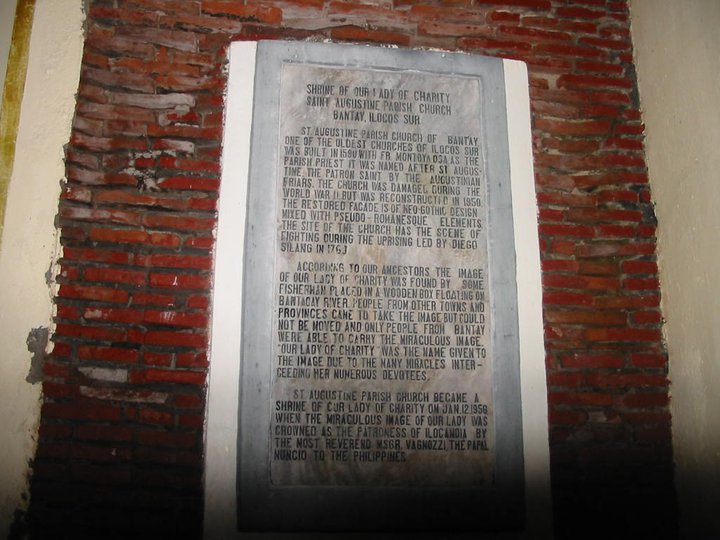 SHRINE OF OUR LADY OF CHARITY
SAINT AUGUSTINE PARISH CHURCH
BANTAY, ILOCOS SUR
ST. AUGUSTINE PARISH CHURCH OF BANTAY
ONE OF THE OLDEST CHURCHES OF ILOCOS SUR
WAS BUILT IN 1590 WITH FR. MONTOYA OSA AS THE
PARISH PRIEST IT WAS NAMED AFTER ST AUGUS-
TINE, THE PATRON SAINT BY THE AUGUSTINIAN
FRIARS. THE CHURCH WAS DAMAGED DURING THE
WORLD WAR II BUT WAS RECONSTRUCTED IN 1950.
THE RESTORED FACADE IS OF NEO-GOTHIC DESIGN
MIXED WITH PSEUDO-ROMANESQUE ELEMENTS
THE SITE OF THE CHURCH HAS THE SCENE OF
FIGHTING DURING THE UPRISING LED BY DIEGO
SILANG IN 1763
ACCORDING TO OUR ANCESTORS THE IMAGE
OF OUR LADY OF CHARITY WAS FOUND BY SOME
FISHERMAN PLACED IN A WOODEN BOX FLOATING ON
BANTAOAY RIVER. PEOPLE FROM OTHER TOWNS AND
PROVINCES CAME TO TAKE THE IMAGE BUT COULD
NOT BE MOVED AND ONLY PEOPLE FROM BANTAY
WERE ABLE TO CARRY THE MIRACULOUS IMAGE.
"OUR LADY OF CHARITY" WAS THE NAME GIVEN TO
THE IMAGE DUE TO THE MANY MIRACLES INTER-
CEEDING HER NUMEROUS DEVOTEES.
ST AUGUSTINE PARISH CHURCH BECAME A
SHRINE OF OUR LADY OF CHARITY ON JAN. 12, 1956
WHEN THE MIRACULOUS IMAGE OF OUR LADY WAS
CROWNED AS THE PATRONESS OF ILOCANDIA BY
THE MOST REVEREND MSGR. VAGNOZZI, THE PAPAL
NUNCIO TO THE PHILIPPINES